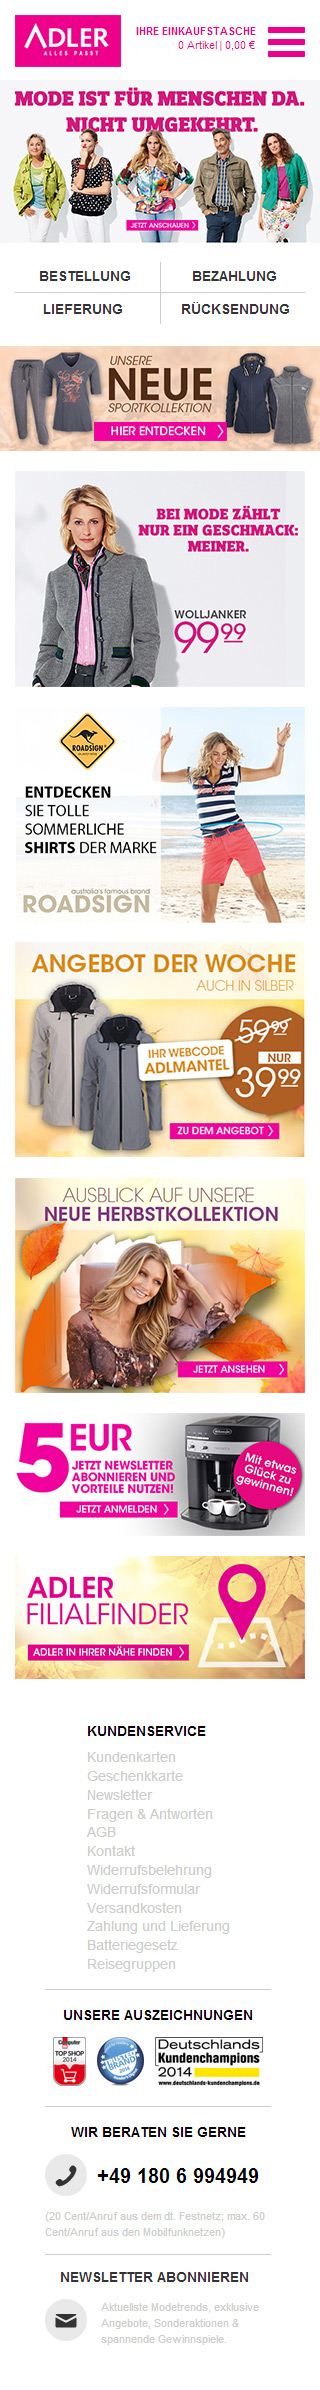 ADLER
ALLES PASST
IHRE EINKAUFSTASCHE
0 Artikel | 0,00 €
MODE IST FÜR MENSCHEN DA.
NICHT UMGEKEHRT.
JETZT ANSCHAUEN
BESTELLUNG
BEZAHLUNG
LIEFERUNG
RÜCKSENDUNG
UNSERE
NEUE
SPORTKOLLEKTION
HIER ENTDECKEN
BEI MODE ZÄHLT
NUR EIN GESCHMACK:
MEINER.
WOLLJANKER
99 99
ROADSIGN
ENTDECKEN
SIE TOLLE
SOMMERLICHE
SHIRTS DER MARKE
australia's famous brand
ROADSIGN
ANGEBOT DER WOCHE
AUCH IN SILBER
59 99
IHR WEBCODE
ADLMANTEL
NUR
39 99
ZU DEM ANGEBOT
AUSBLICK AUF UNSERE
NEUE HERBSTKOLLEKTION
JETZT ANSEHEN
5 EUR
JETZT NEWSLETTER
ABONNIEREN UND
VORTEILE NUTZEN!
JETZT ANMELDEN
Mit etwas
Glück zu
gewinnen!
ADLER
FILIALFINDER
ADLER IN IHRER NÄHE FINDEN
KUNDENSERVICE
Kundenkarten
Geschenkkarte
Newsletter
Fragen & Antworten
AGB
Kontakt
Widerrufsbelehrung
Widerrufsformular
Versandkosten
Zahlung und Lieferung
Batteriegesetz
Reisegruppen
UNSERE AUSZEICHNUNGEN
Computer
TOP SHOP
2014
TRUSTED
BRAND
2014
Deutschlands
Kundenchampions
2014
www.deutschlands-kundenchampions.de
WIR BERATEN SIE GERNE
+49 180 6 994949
(20 Cent/Anruf aus dem dt. Festnetz; max. 60
Cent/Anruf aus den Mobilfunknetzen)
NEWSLETTER ABONNIEREN
Aktuellste Modetrends, exklusive
Angebote, Sonderaktionen &
spannende Gewinnspiele.